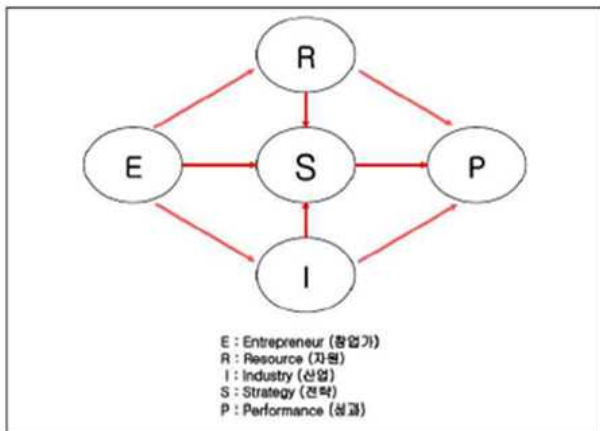 R
E
S
P
I
E : Entrepreneur (창업가)
R : Resource (자원)
I : Industry (산업)
S : Strategy (전략)
P : Performance (성과)